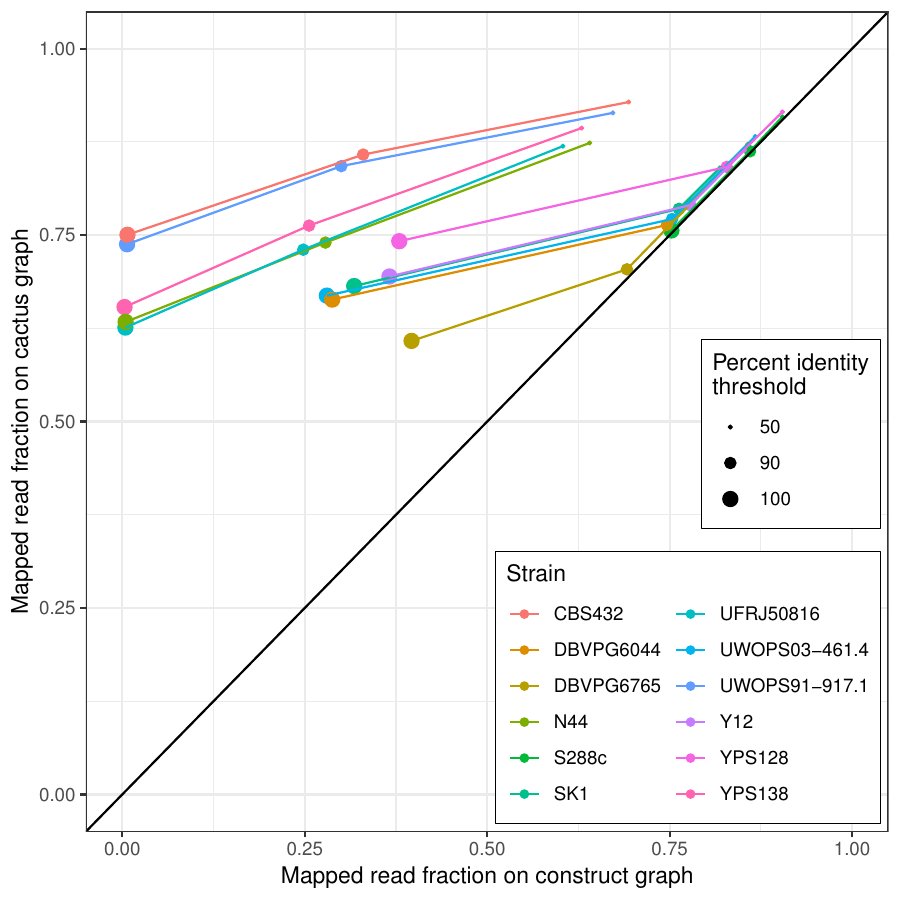 Mapped read fraction on cactus graph
1.00
0.75
0.50
0.25
0.00
Percent identity
threshold
50
90
100
Strain
CBS432
DBVPG6044
DBVPG6765
N44
S288c
SK1
UFRJ50816
UWOPS03−461.4
UWOPS91−917.1
Y12
YPS128
YPS138
0.00 0.25 0.50 0.75 1.00
Mapped read fraction on construct graph